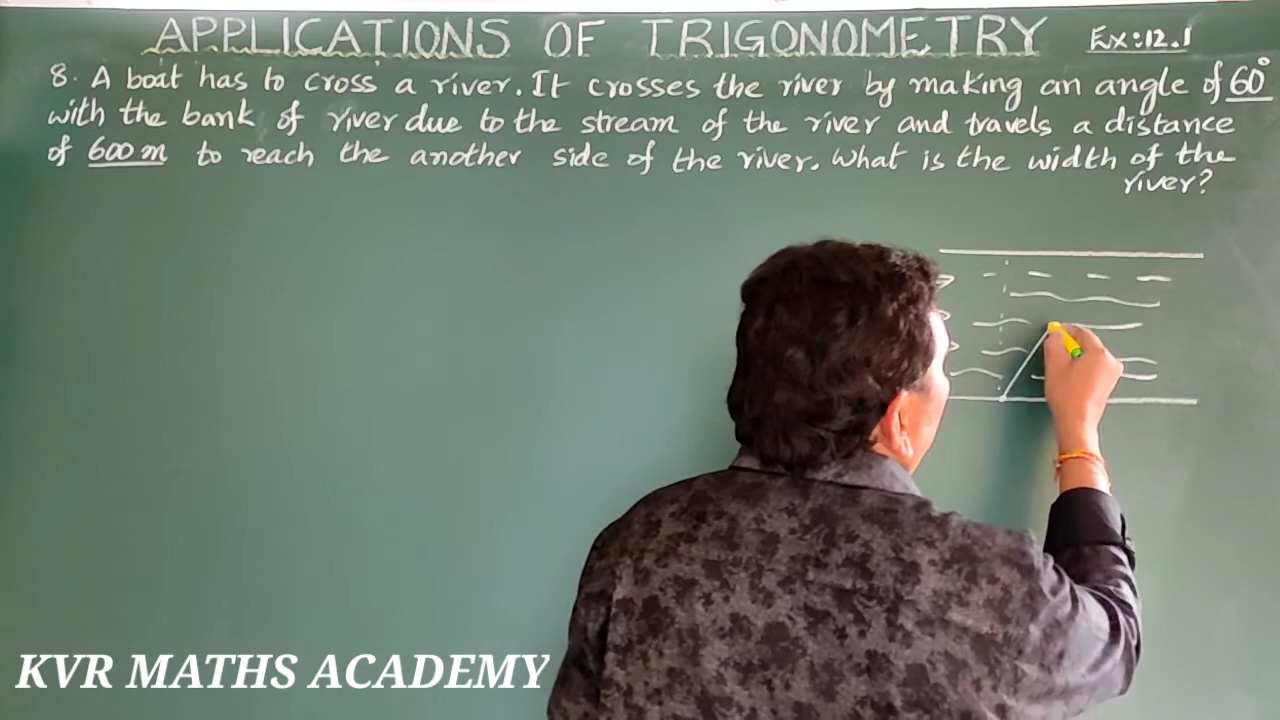 APPLICATIONS OF TRIGONOMETRY Ex:12.1
8. A boat has to cross a river. It crosses the river by making an angle of 60°
with the bank of river due to the stream of the river and travels a distance
of 600 m to reach the another side of the river. What is the width of the
river?
KVR MATHS ACADEMY